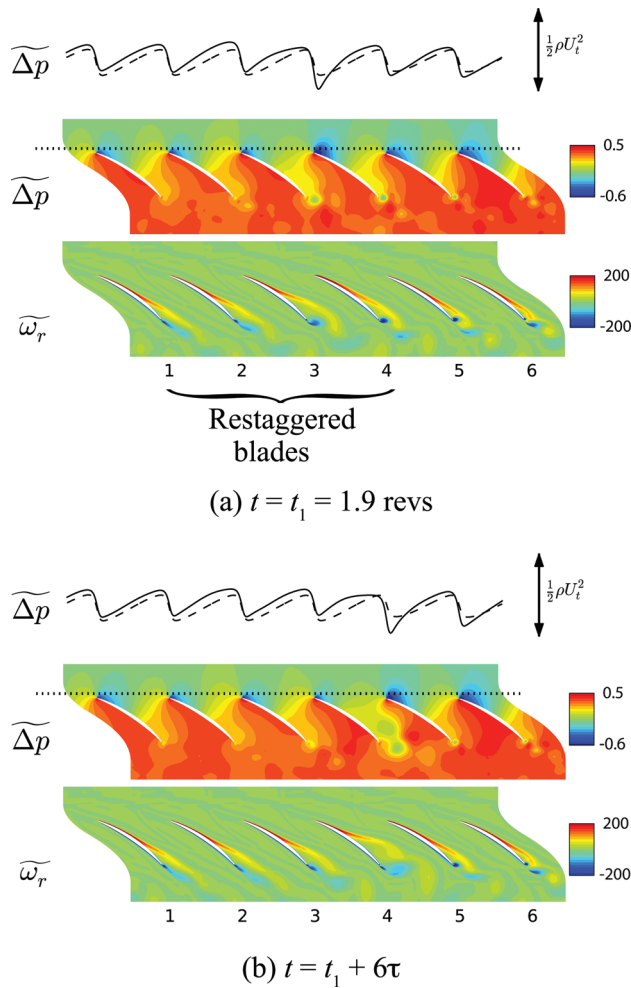 Δp
½ρU_t²
Δp
0.5
-0.6
ω_r
200
-200
1 2 3 4 5 6
Restaggered
blades
(a) t = t₁ = 1.9 revs
Δp
½ρU_t²
Δp
0.5
-0.6
ω_r
200
-200
1 2 3 4 5 6
(b) t = t₁ + 6τ